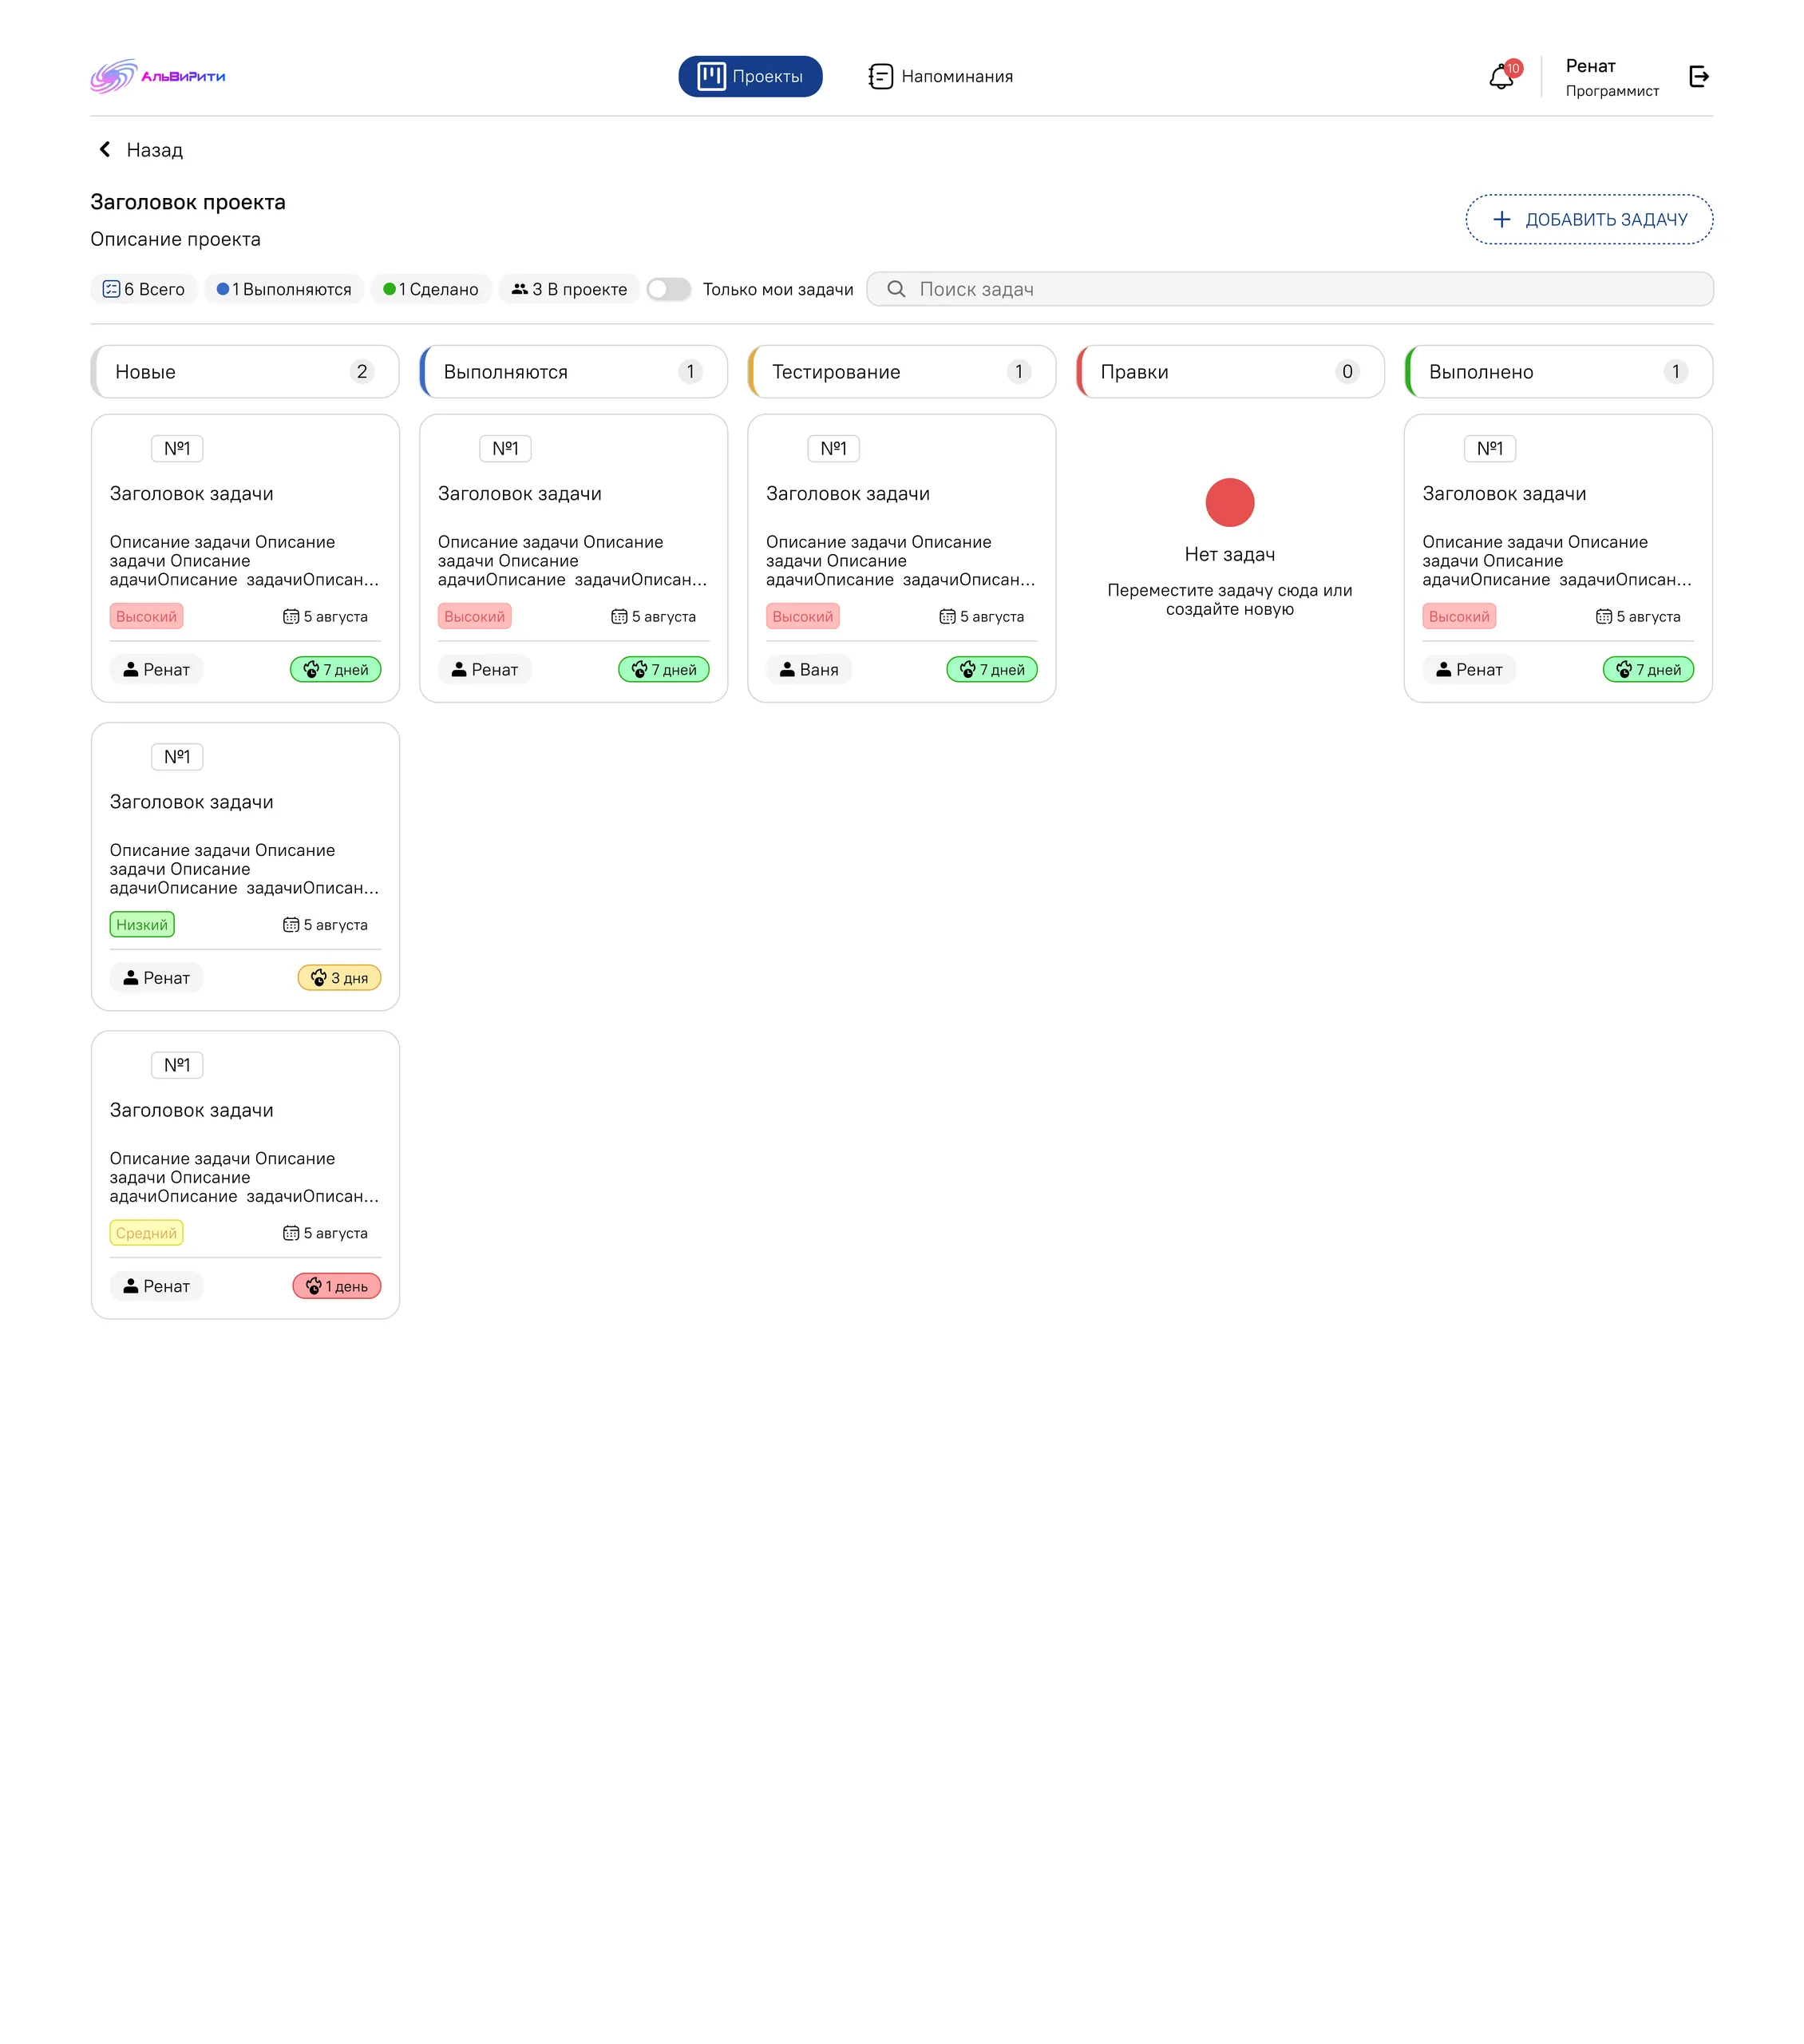 АльВиРити
Проекты
Напоминания
10
Ренат
Программист
Назад
Заголовок проекта
Описание проекта
ДОБАВИТЬ ЗАДАЧУ
6 Всего
1 Выполняются
1 Сделано
3 В проекте
Только мои задачи
Поиск задач
Новые
2
Выполняются
1
Тестирование
1
Правки
0
Выполнено
1
№1
Заголовок задачи
Описание задачи Описание
задачи Описание
адачиОписание задачиОписан...
Высокий
5 августа
Ренат
7 дней
№1
Заголовок задачи
Описание задачи Описание
задачи Описание
адачиОписание задачиОписан...
Низкий
5 августа
Ренат
3 дня
№1
Заголовок задачи
Описание задачи Описание
задачи Описание
адачиОписание задачиОписан...
Средний
5 августа
Ренат
1 день
№1
Заголовок задачи
Описание задачи Описание
задачи Описание
адачиОписание задачиОписан...
Высокий
5 августа
Ренат
7 дней
№1
Заголовок задачи
Описание задачи Описание
задачи Описание
адачиОписание задачиОписан...
Высокий
5 августа
Ваня
7 дней
Нет задач
Переместите задачу сюда или
создайте новую
№1
Заголовок задачи
Описание задачи Описание
задачи Описание
адачиОписание задачиОписан...
Высокий
5 августа
Ренат
7 дней